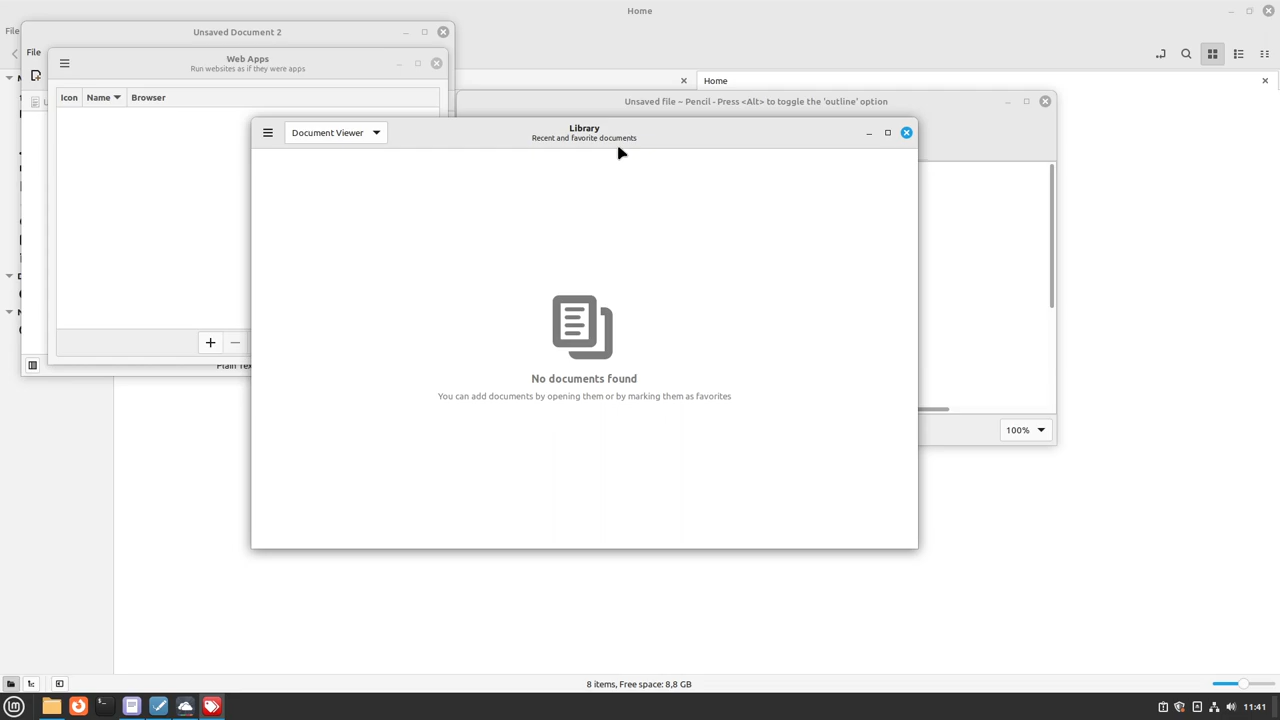 Home
File
Unsaved Document 2
File
Web Apps
Run websites as if they were apps
Icon
Name
Browser
Home
Unsaved file ~ Pencil - Press <Alt> to toggle the 'outline' option
Document Viewer
Library
Recent and favorite documents
No documents found
You can add documents by opening them or by marking them as favorites
100%
8 items, Free space: 8,8 GB
11:41